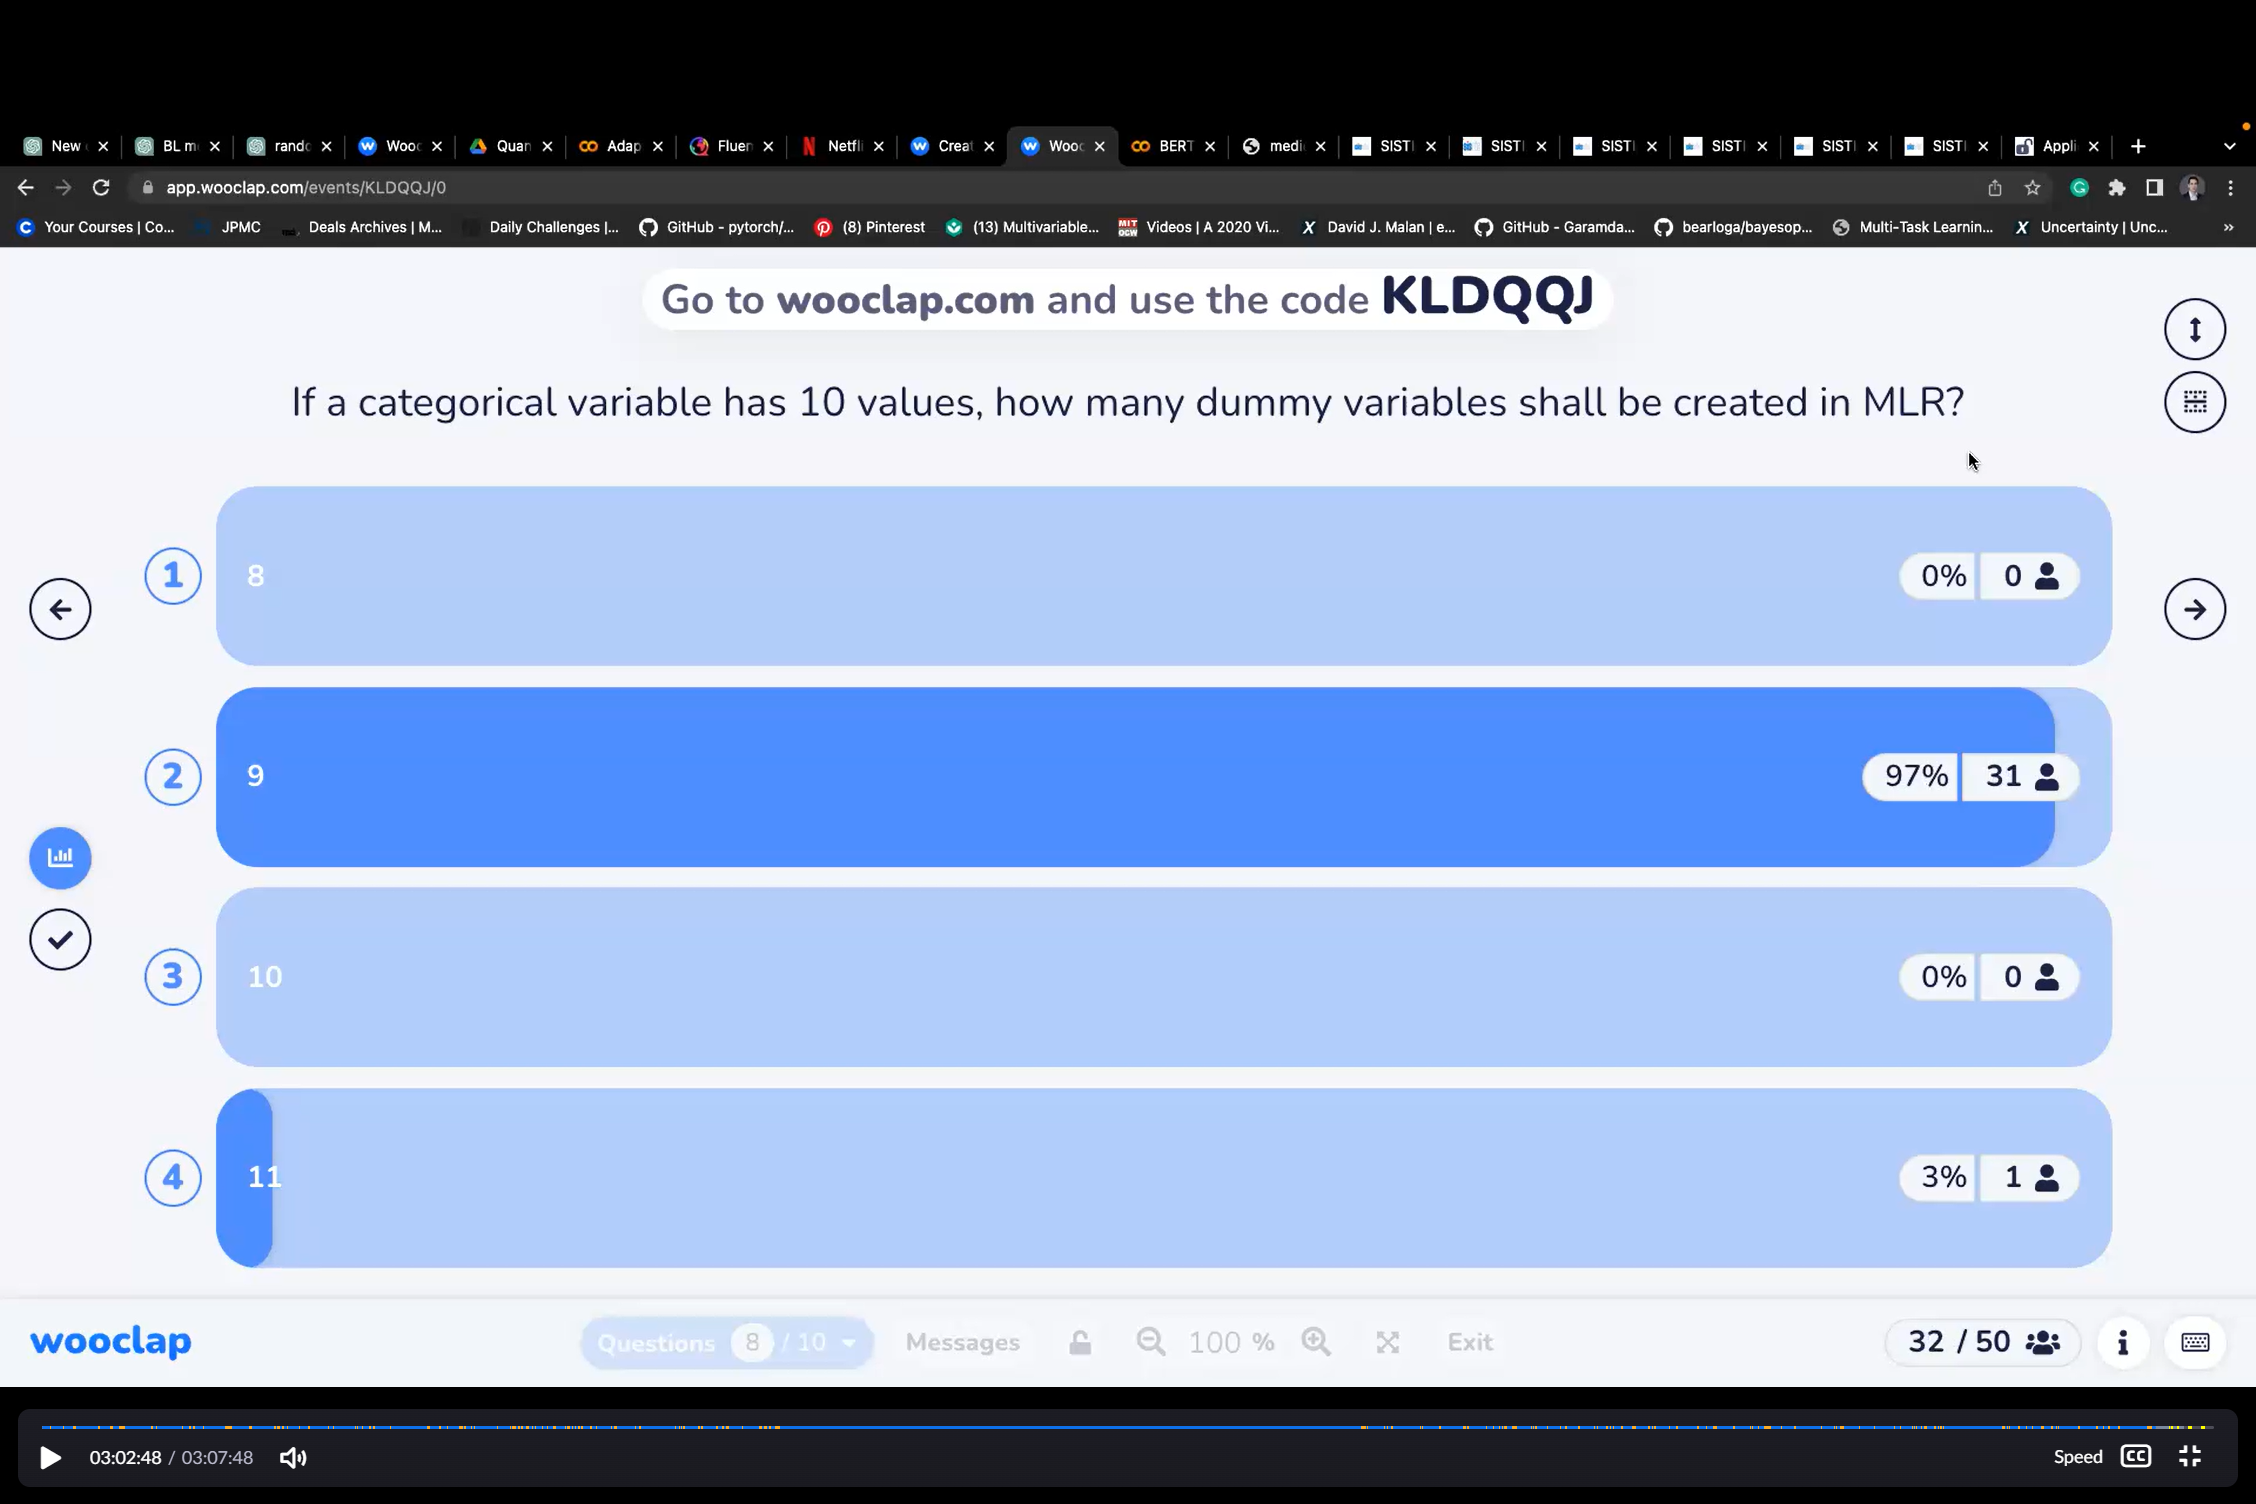 New
BL m
rando
Wooc
Quan
Adap
Fluen
Netfli
Creat
Wooc
BERT
medi
SISTI
SISTI
SISTI
SISTI
SISTI
SISTI
Appli
app.wooclap.com/events/KLDQQJ/0
Your Courses | Co...
JPMC
Deals Archives | M...
Daily Challenges |...
GitHub - pytorch/...
(8) Pinterest
(13) Multivariable...
Videos | A 2020 Vi...
David J. Malan | e...
GitHub - Garamda...
bearloga/bayesop...
Multi-Task Learnin...
Uncertainty | Unc...
Go to wooclap.com and use the code KLDQQJ
If a categorical variable has 10 values, how many dummy variables shall be created in MLR?
1 8 0% 0
2 9 97% 31
3 10 0% 0
4 11 3% 1
wooclap Questions 8 / 10 Messages 100 % Exit 32 / 50
03:02:48 / 03:07:48 Speed CC